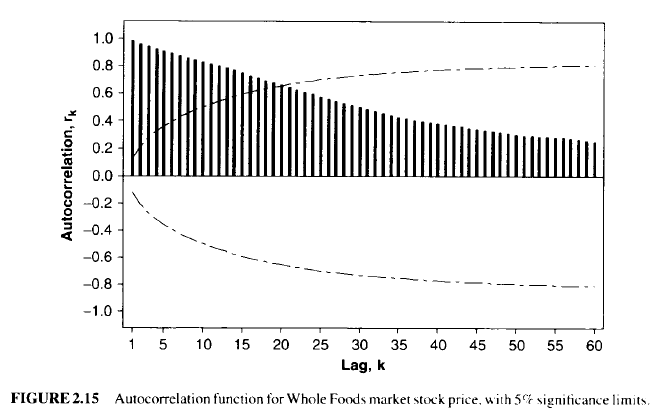 1.0
0.8
0.6
0.4
0.2
0.0
−0.2
−0.4
−0.6
−0.8
−1.0
Autocorrelation, rk
1 5 10 15 20 25 30 35 40 45 50 55 60
Lag, k
FIGURE 2.15 Autocorrelation function for Whole Foods market stock price, with 5% significance limits.